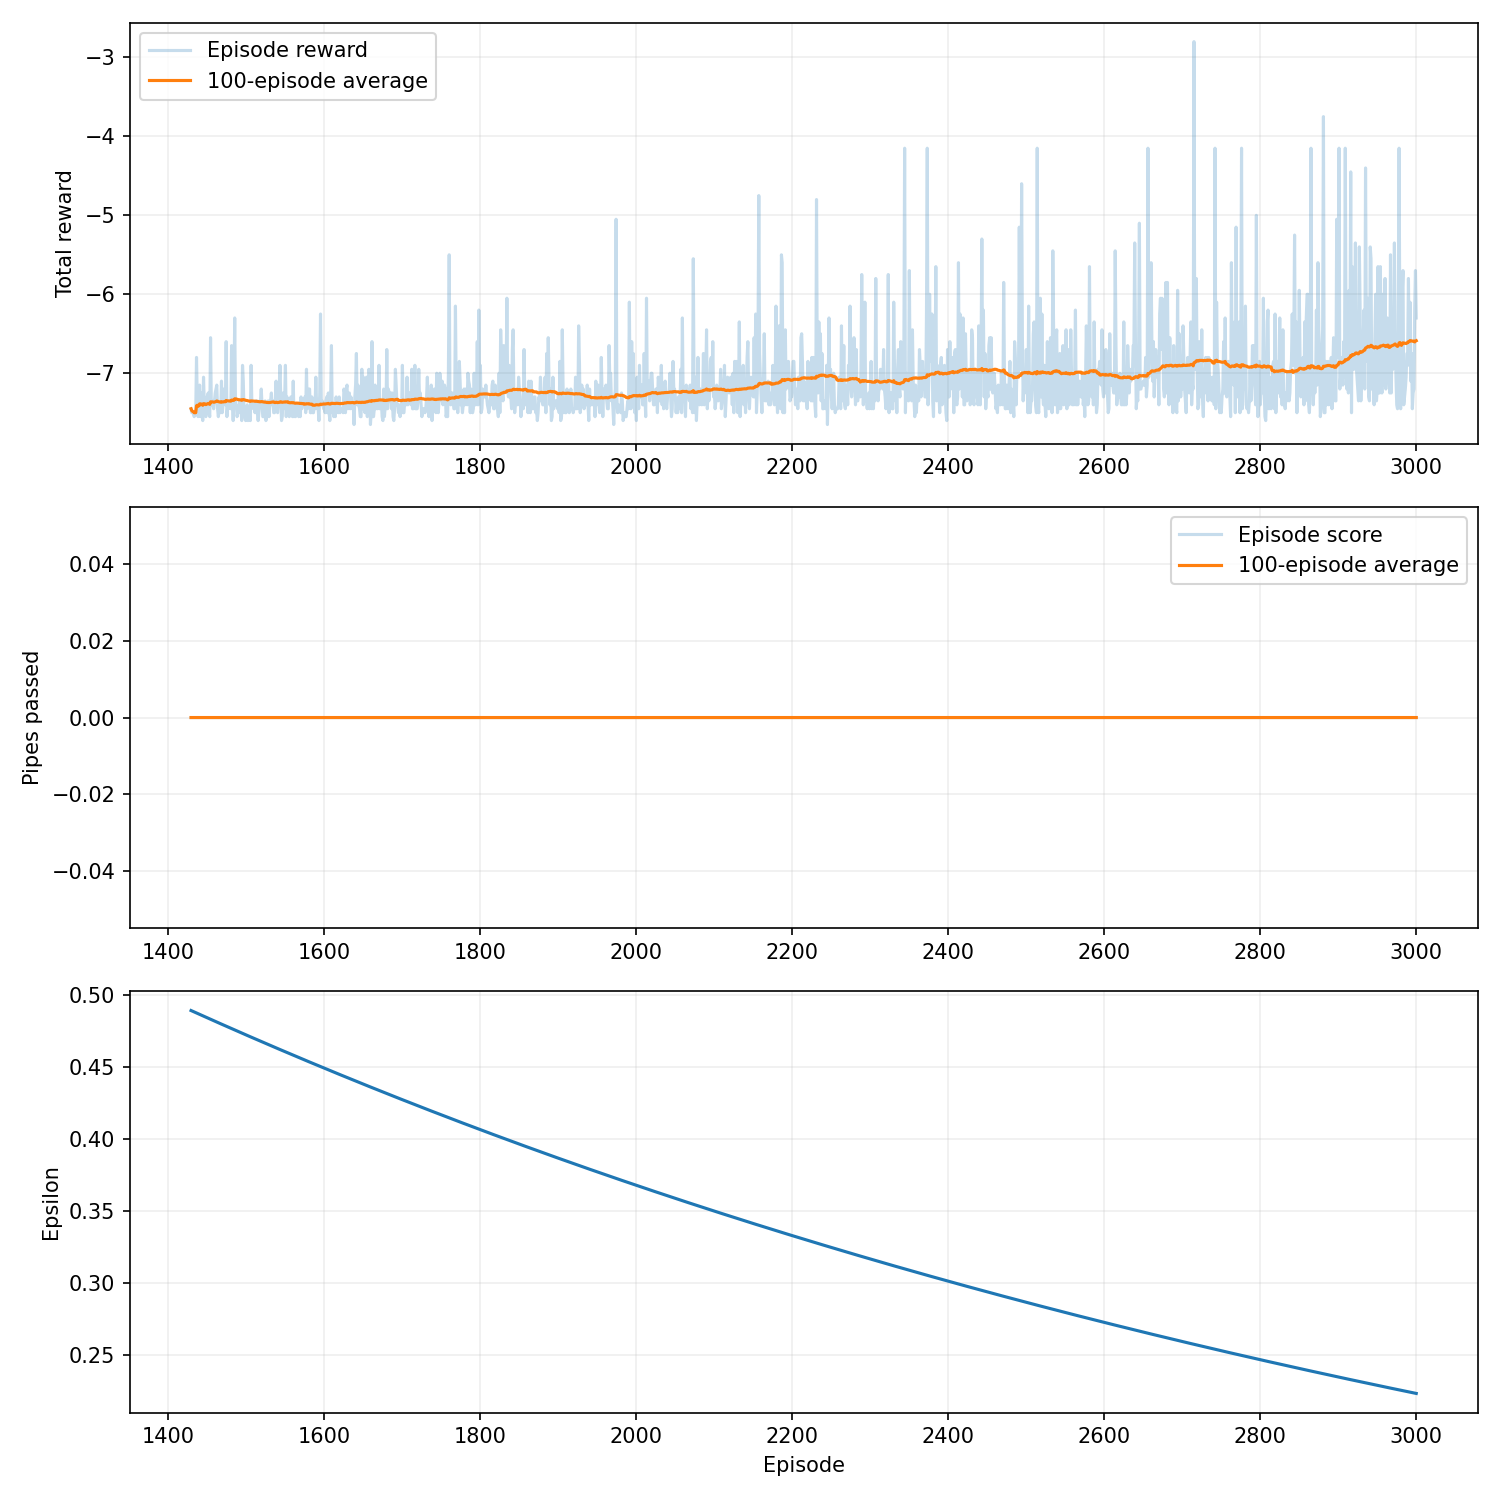 Episode reward
100-episode average
Total reward
−3
−4
−5
−6
−7
1400 1600 1800 2000 2200 2400 2600 2800 3000
Episode score
100-episode average
Pipes passed
0.04
0.02
0.00
−0.02
−0.04
1400 1600 1800 2000 2200 2400 2600 2800 3000
Epsilon
0.50
0.45
0.40
0.35
0.30
0.25
1400 1600 1800 2000 2200 2400 2600 2800 3000
Episode